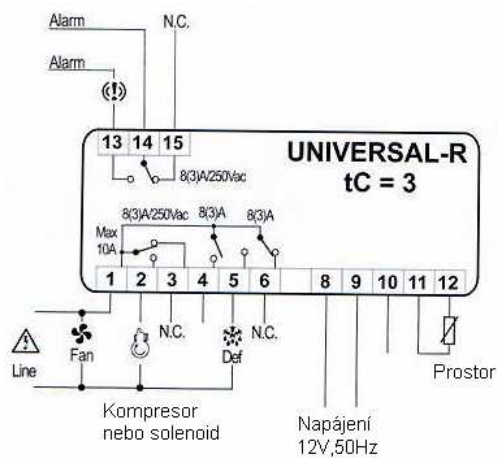 Alarm
N.C.
Alarm
13 14 15
UNIVERSAL-R
tC = 3
8(3)A/250Vac
8(3)A/250Vac 8(3)A 8(3)A
Max
10A
1 2 3 4 5 6 8 9 10 11 12
Line
Fan
N.C.
Def
N.C.
Prostor
Kompresor
nebo solenoid
Napájení
12V,50Hz